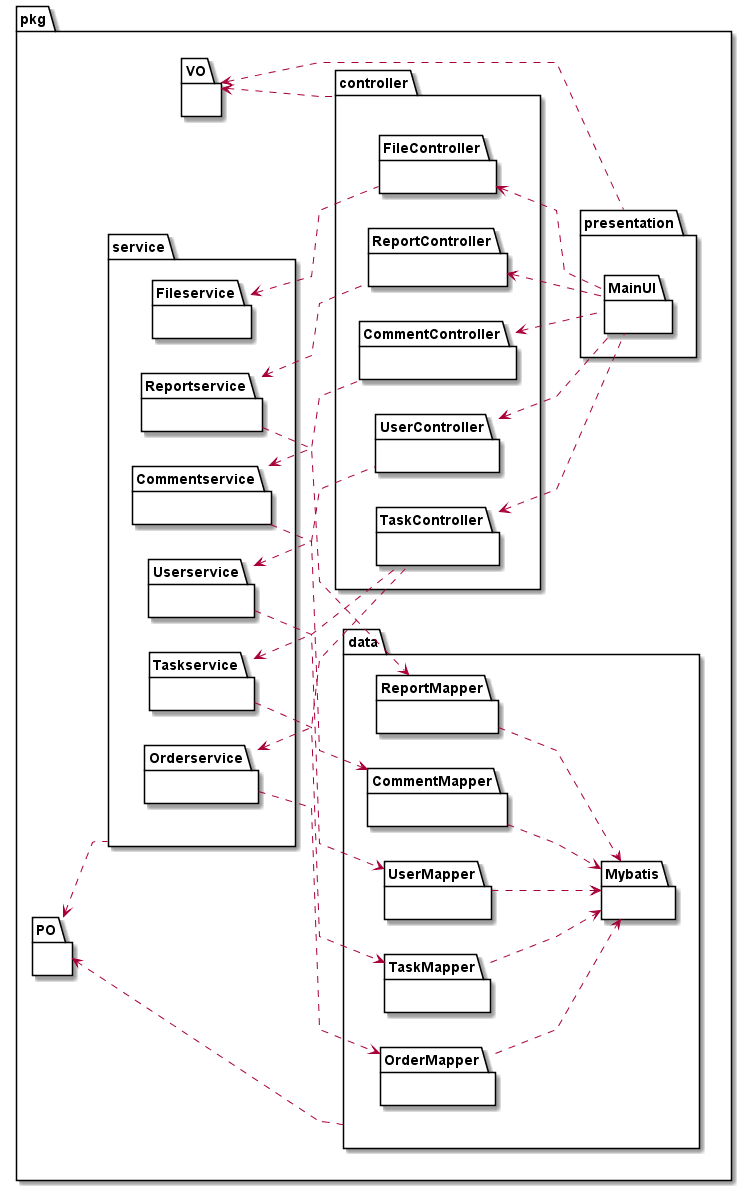 pkg
VO
controller
FileController
presentation
ReportController
service
Fileservice
MainUI
CommentController
Reportservice
UserController
Commentservice
TaskController
Userservice
data
Taskservice
ReportMapper
Orderservice
CommentMapper
UserMapper
Mybatis
PO
TaskMapper
OrderMapper